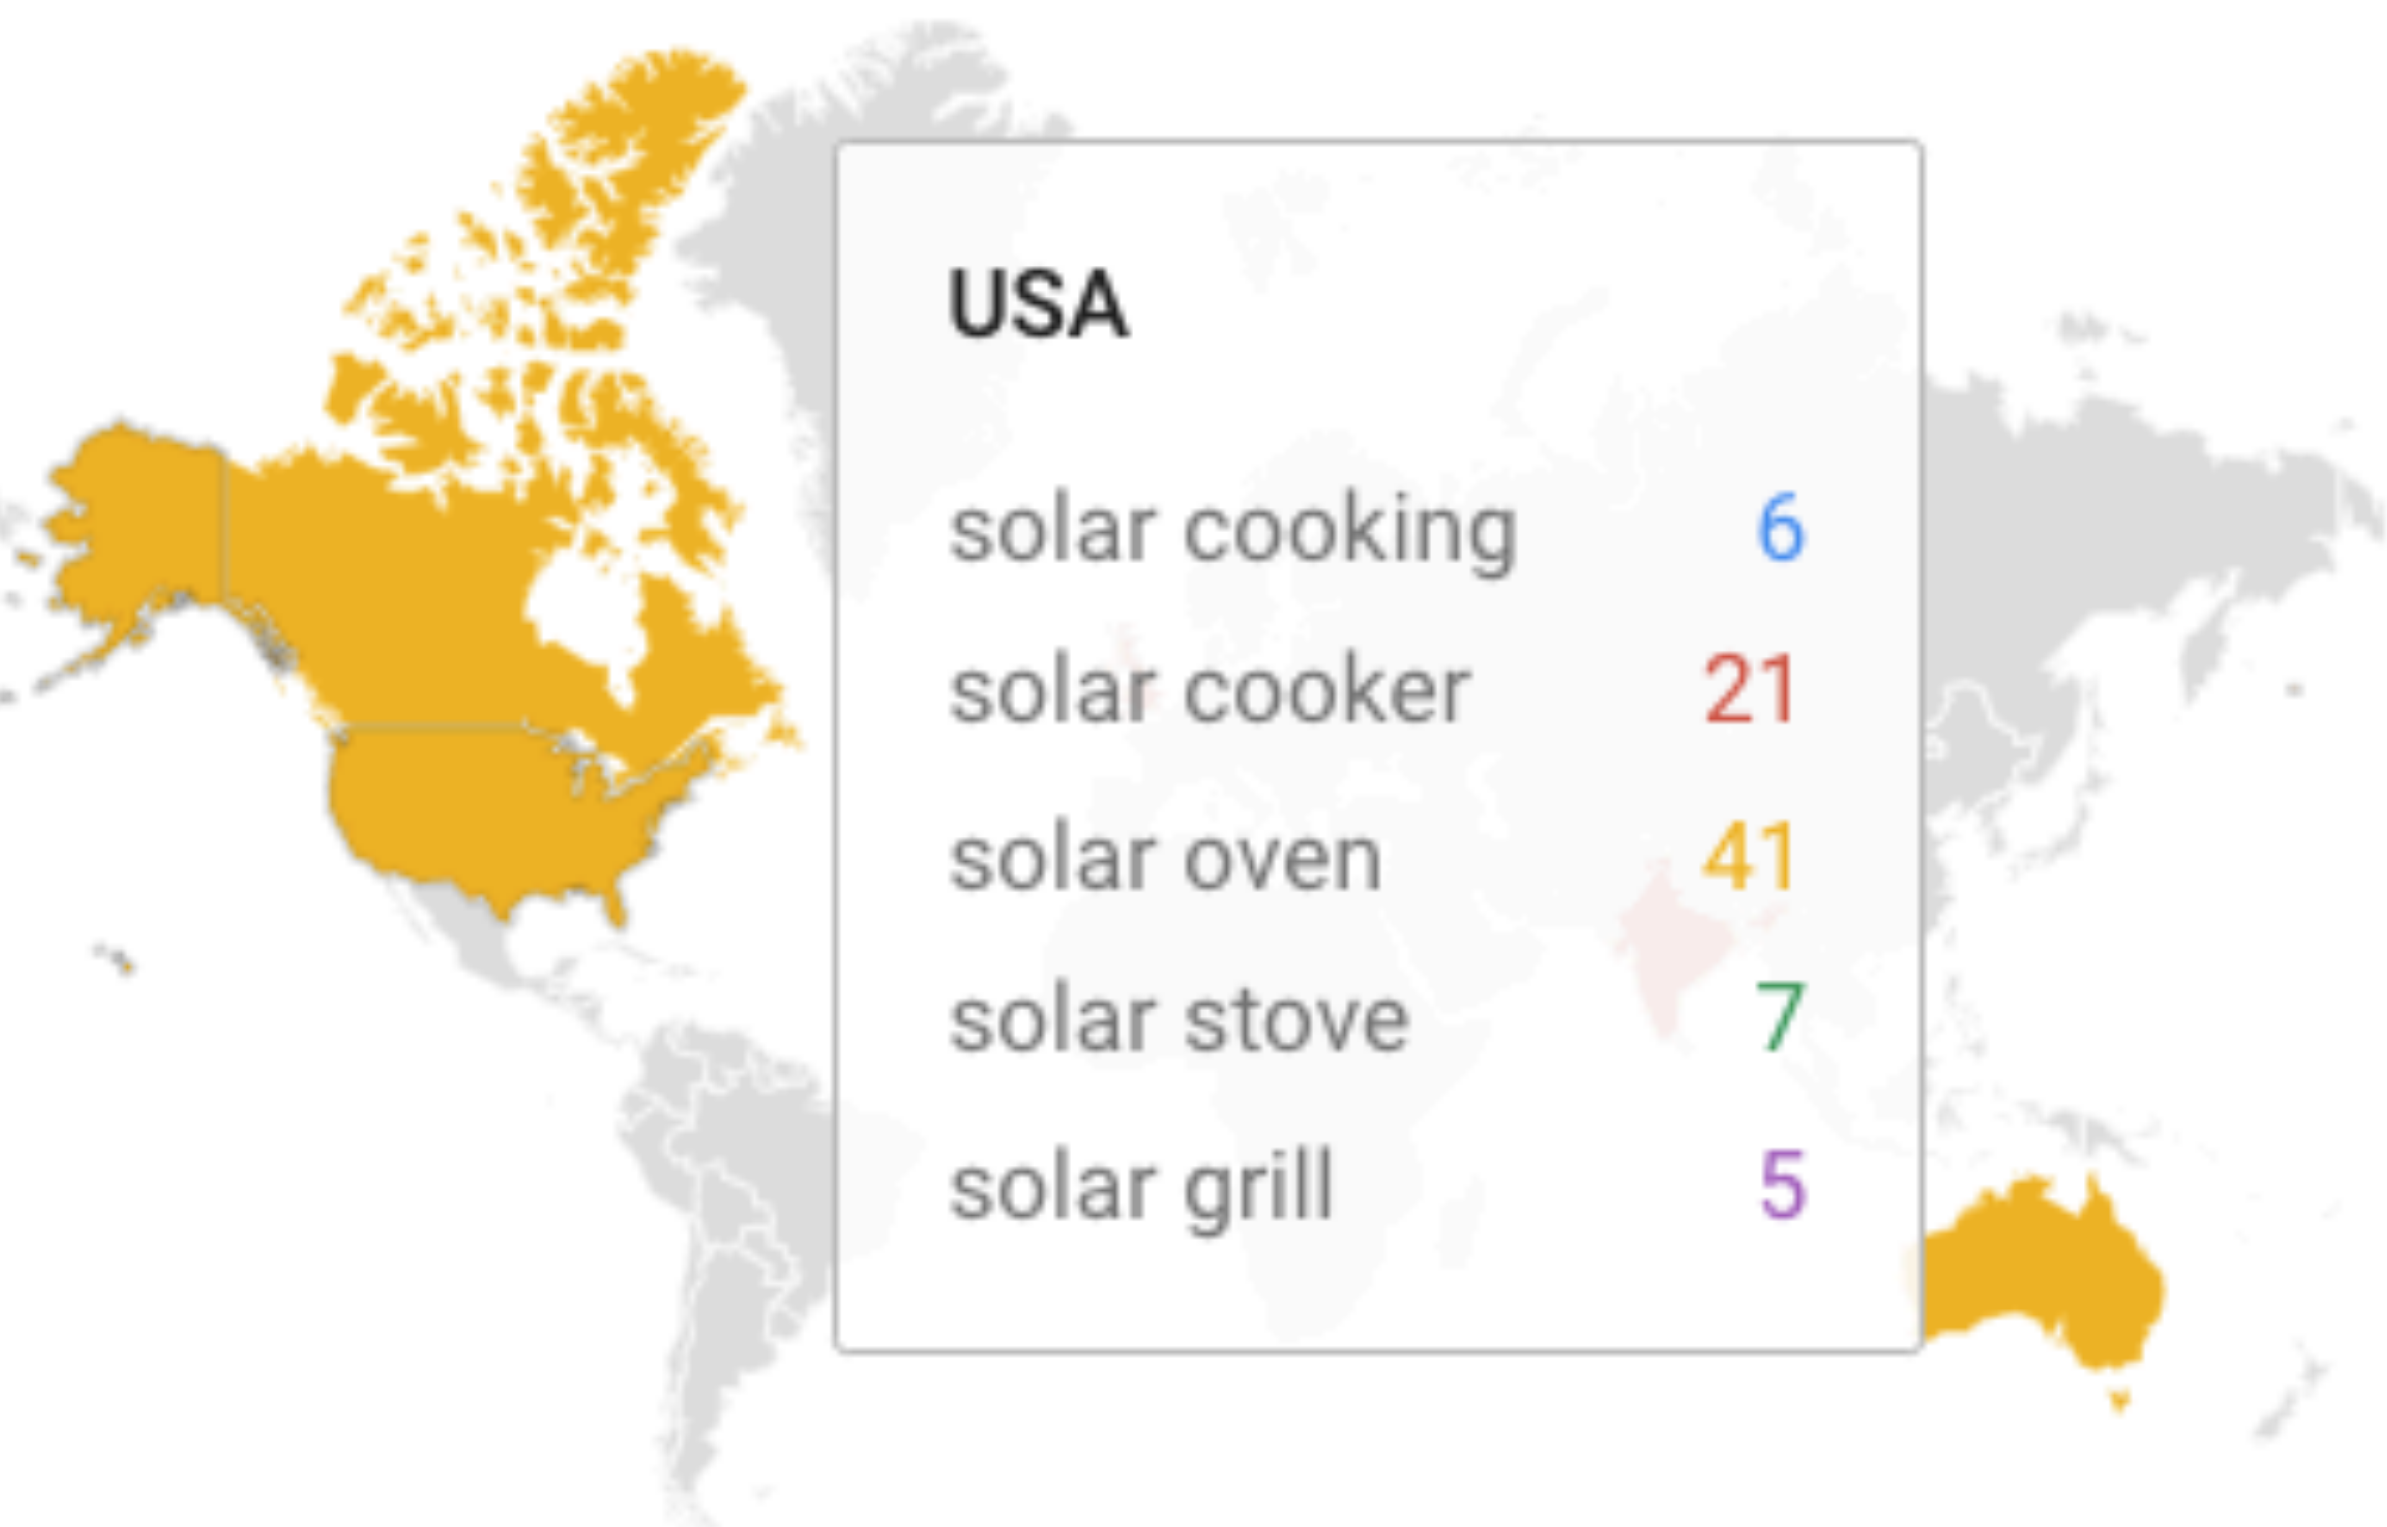 USA
solar cooking 6
solar cooker 21
solar oven 41
solar stove 7
solar grill 5